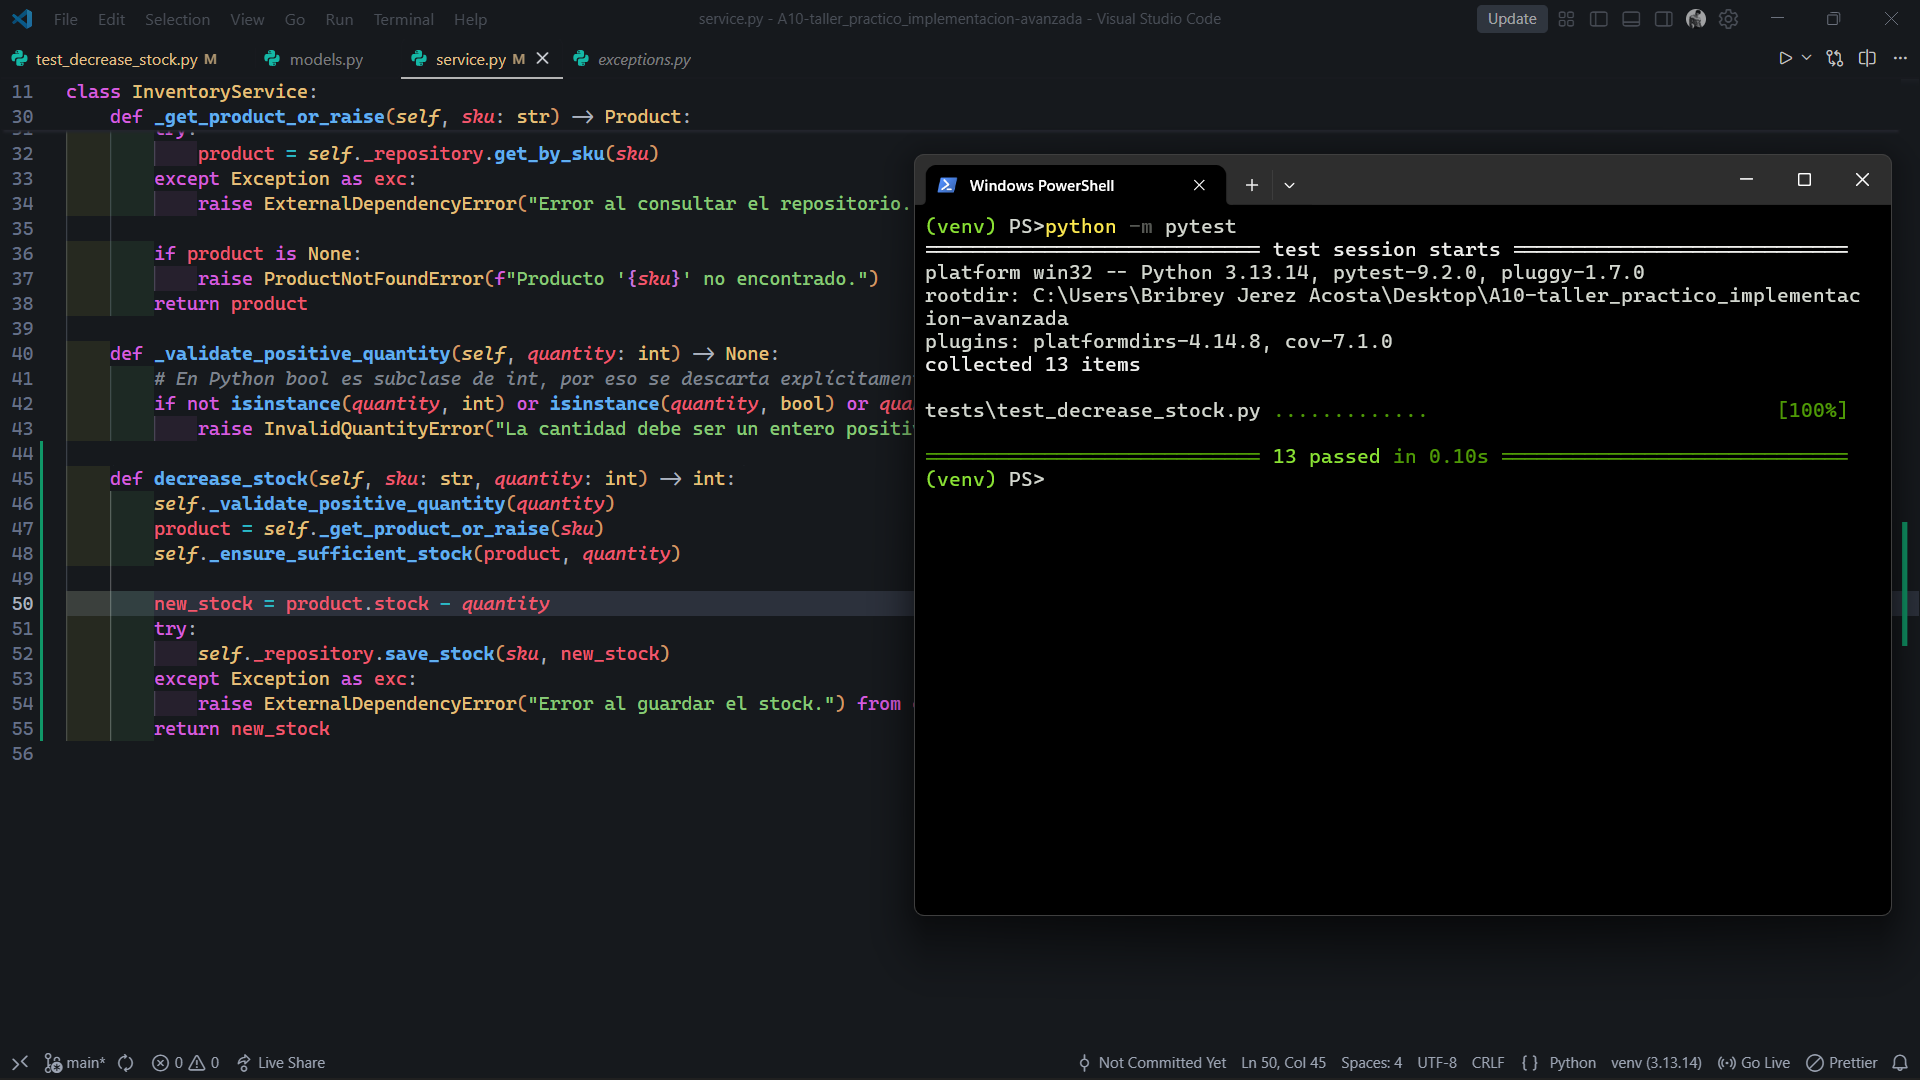 File Edit Selection View Go Run Terminal Help
service.py - A10-taller_practico_implementacion-avanzada - Visual Studio Code
Update
test_decrease_stock.py M
models.py
service.py M
exceptions.py
11 class InventoryService:
30 def _get_product_or_raise(self, sku: str) -> Product:
31 try:
32 product = self._repository.get_by_sku(sku)
33 except Exception as exc:
34 raise ExternalDependencyError("Error al consultar el repositorio.
35
36 if product is None:
37 raise ProductNotFoundError(f"Producto '{sku}' no encontrado.")
38 return product
39
40 def _validate_positive_quantity(self, quantity: int) -> None:
41 # En Python bool es subclase de int, por eso se descarta explícitamen
42 if not isinstance(quantity, int) or isinstance(quantity, bool) or qua
43 raise InvalidQuantityError("La cantidad debe ser un entero positi
44
45 def decrease_stock(self, sku: str, quantity: int) -> int:
46 self._validate_positive_quantity(quantity)
47 product = self._get_product_or_raise(sku)
48 self._ensure_sufficient_stock(product, quantity)
49
50 new_stock = product.stock - quantity
51 try:
52 self._repository.save_stock(sku, new_stock)
53 except Exception as exc:
54 raise ExternalDependencyError("Error al guardar el stock.") from
55 return new_stock
56
Windows PowerShell
(venv) PS>python -m pytest
test session starts
platform win32 -- Python 3.13.14, pytest-9.2.0, pluggy-1.7.0
rootdir: C:\Users\Bribrey Jerez Acosta\Desktop\A10-taller_practico_implementac
ion-avanzada
plugins: platformdirs-4.14.8, cov-7.1.0
collected 13 items
tests\test_decrease_stock.py ............. [100%]
13 passed in 0.10s
(venv) PS>
main* 0 0 Live Share
Not Committed Yet Ln 50, Col 45 Spaces: 4 UTF-8 CRLF {} Python venv (3.13.14) Go Live Prettier